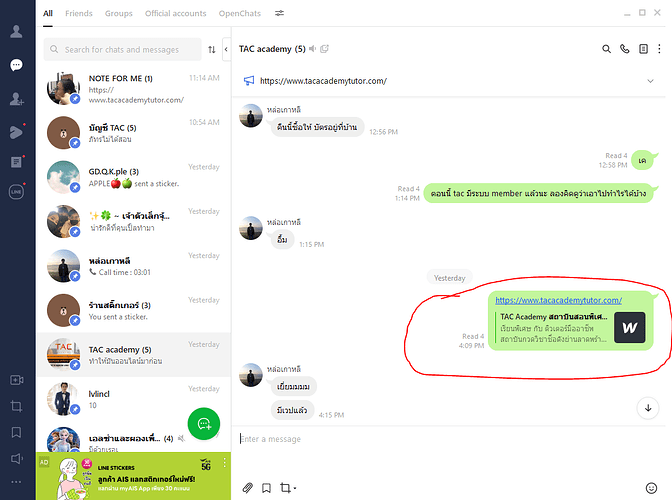 All
Friends
Groups
Official accounts
OpenChats
Search for chats and messages
NOTE FOR ME (1)
11:14 AM
https://
www.tacacademytutor.com/
บัญชี TAC (5)
10:54 AM
ภัทรไม่ได้สอน
GD.Q.K.ple (3)
Yesterday
APPLE🍎🍏 sent a sticker.
✨🍀 ~ เจ้าตัวเล็กจุ๊...
Yesterday
น่ารักดีที่คุณเป็นทำมา
หล่อเกาหลี
Yesterday
Call time : 03:01
ร้านสติ๊กเกอร์ (3)
Yesterday
You sent a sticker.
TAC academy (5)
Yesterday
ทำให้มันออนไลน์มาก่อน
lvlincl
Yesterday
10
เอลซ่าและผองเพื่... (4)
AD
LINE STICKERS
ลูกค้า AIS แลกสติกเกอร์ใหม่ฟรี!
แลกผ่าน myAIS App เพียง 30 คะแนน
5G
LINE
TAC academy (5)
https://www.tacacademytutor.com/
หล่อเกาหลี
คืนนี้ซื้อให้ บัตรอยู่ที่บ้าน
12:56 PM
Read 4
12:58 PM
เค
Read 4
1:14 PM
ตอนนี้ tac มีระบบ member แล้วนะ ลองคิดดูว่าเอาไปทำไรได้บ้าง
หล่อเกาหลี
อื้ม
1:15 PM
Yesterday
https://www.tacacademytutor.com/
TAC Academy สถาบันสอนพิเศ...
เรียนพิเศษ กับ ติวเตอร์มืออาชีพ
สถาบันกวดวิชาชื่อดังย่านลาดพร้า...
W
Read 4
4:09 PM
หล่อเกาหลี
เยี่ยมมมม
มีเวปแล้ว
4:15 PM
Enter a message